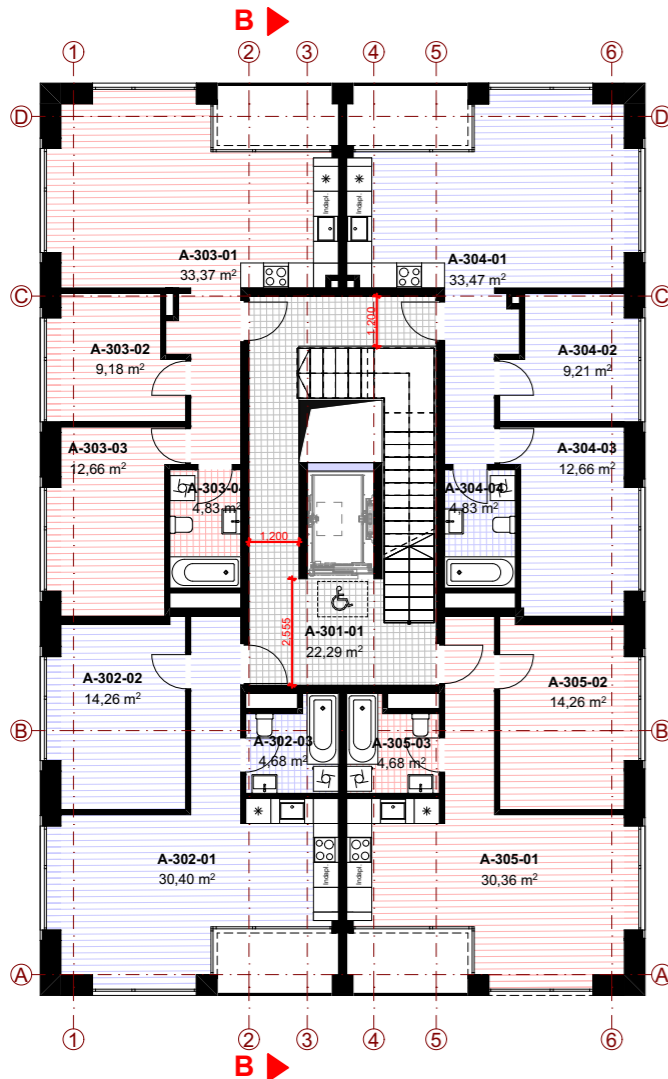 B
1 2 3 4 5 6
D D
Indapl.
Indapl.
A-303-01
33,37 m²
A-304-01
33,47 m²
C C
1,200
A-303-02
9,18 m²
A-304-02
9,21 m²
A-303-03
12,66 m²
A-304-03
12,66 m²
A-303-04
4,83 m²
A-304-04
4,83 m²
1,200
2,555
A-301-01
22,29 m²
A-302-02
14,26 m²
A-305-02
14,26 m²
B B
A-302-03
4,68 m²
A-305-03
4,68 m²
A-302-01
30,40 m²
A-305-01
30,36 m²
Indapl.
Indapl.
A A
1 2 3 4 5 6
B